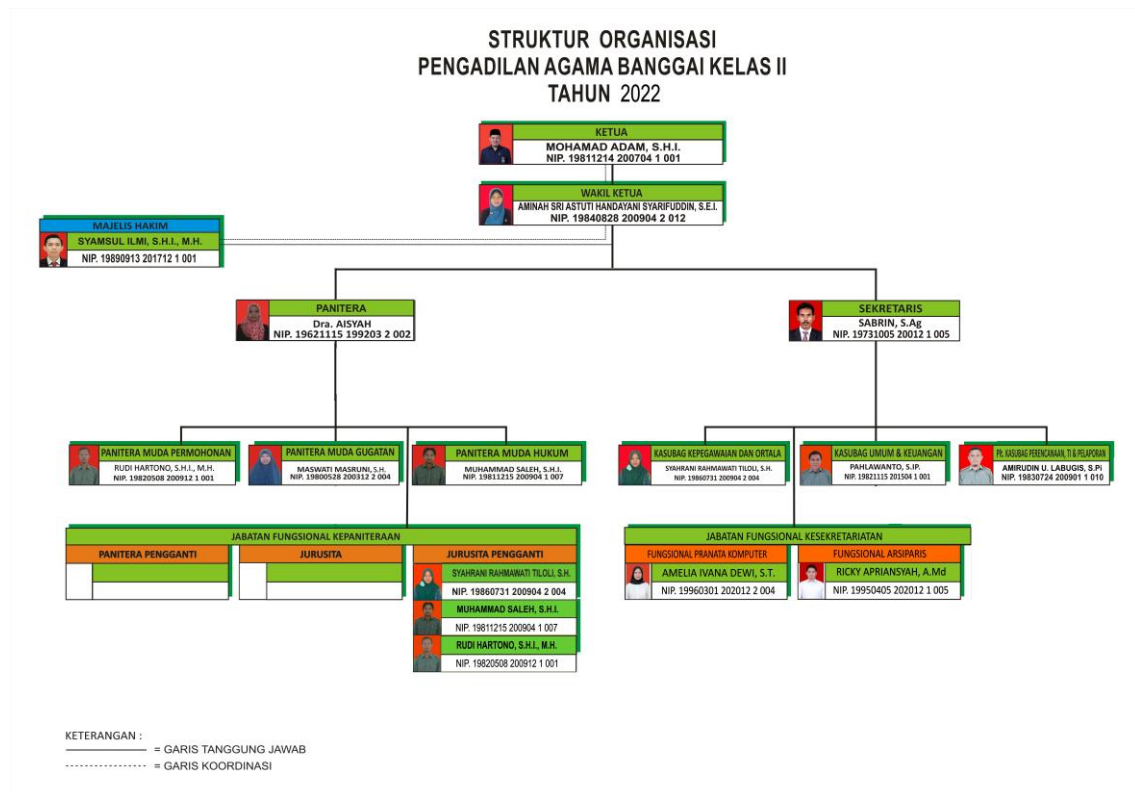 STRUKTUR ORGANISASI
PENGADILAN AGAMA BANGGAI KELAS II
TAHUN 2022
KETUA
MOHAMAD ADAM, S.H.I.
NIP. 19811214 200704 1 001
WAKIL KETUA
AMINAH SRI ASTUTI HANDAYANI SYARIFUDDIN, S.E.I.
NIP. 19840828 200904 2 012
MAJELIS HAKIM
SYAMSUL ILMI, S.H.I., M.H.
NIP. 19890913 201712 1 001
PANITERA
Dra. AISYAH
NIP. 19621115 199203 2 002
SEKRETARIS
SABRIN, S.Ag
NIP. 19731005 20012 1 005
PANITERA MUDA PERMOHONAN
RUDI HARTONO, S.H.I., M.H.
NIP. 19820508 200912 1 001
PANITERA MUDA GUGATAN
MASWATI MASRUNI, S.H.
NIP. 19800528 200312 2 004
PANITERA MUDA HUKUM
MUHAMMAD SALEH, S.H.I.
NIP. 19811215 200904 1 007
KASUBAG KEPEGAWAIAN DAN ORTALA
SYAHRANI RAHMAWATI TILOLI, S.H.
NIP. 19860731 200904 2 004
KASUBAG UMUM & KEUANGAN
PAHLAWANTO, S.IP.
NIP. 19821115 201504 1 001
Plt. KASUBAG PERENCANAAN, TI & PELAPORAN
AMIRUDIN U. LABUGIS, S.Pi
NIP. 19830724 200901 1 010
JABATAN FUNGSIONAL KEPANITERAAN
PANITERA PENGGANTI
JURUSITA
JURUSITA PENGGANTI
SYAHRANI RAHMAWATI TILOLI, S.H.
NIP. 19860731 200904 2 004
MUHAMMAD SALEH, S.H.I.
NIP. 19811215 200904 1 007
RUDI HARTONO, S.H.I., M.H.
NIP. 19820508 200912 1 001
JABATAN FUNGSIONAL KESEKRETARIATAN
FUNGSIONAL PRANATA KOMPUTER
AMELIA IVANA DEWI, S.T.
NIP. 19960301 202012 2 004
FUNGSIONAL ARSIPARIS
RICKY APRIANSYAH, A.Md
NIP. 19950405 202012 1 005
KETERANGAN :
= GARIS TANGGUNG JAWAB
= GARIS KOORDINASI